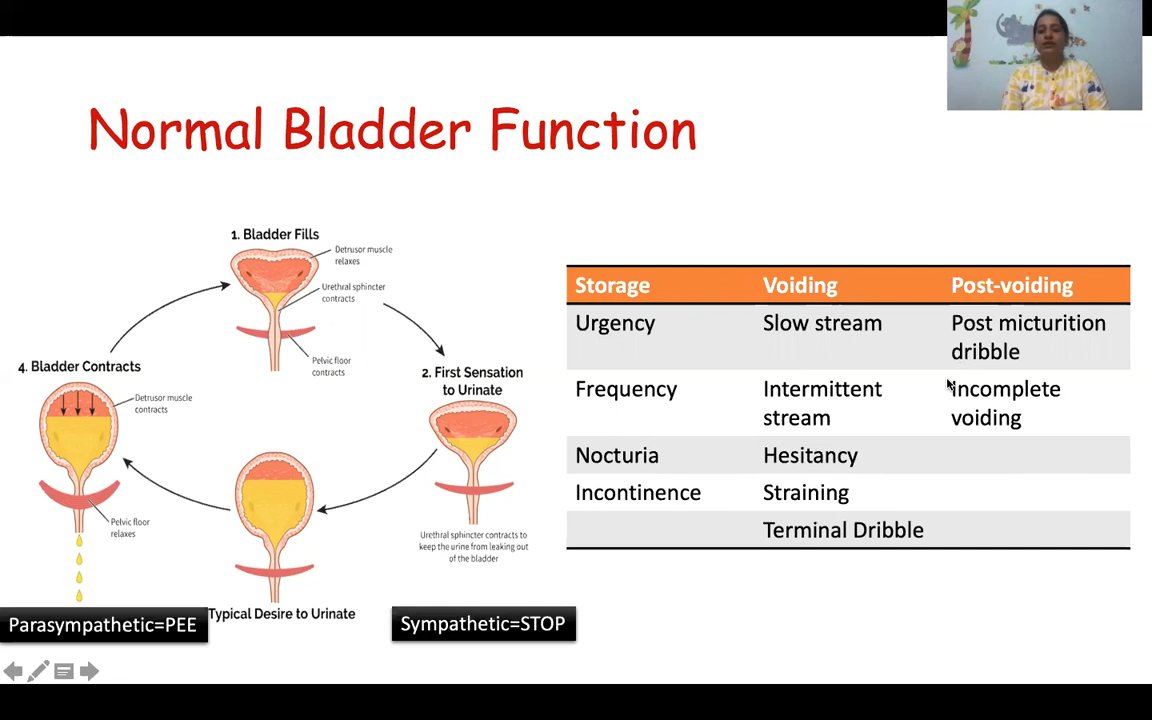 Normal Bladder Function
1. Bladder Fills
Detrusor muscle
relaxes
Urethral sphincter
contracts
Pelvic floor
contracts
2. First Sensation
to Urinate
Urethral sphincter contracts to
keep the urine from leaking out
of the bladder
Typical Desire to Urinate
4. Bladder Contracts
Detrusor muscle
contracts
Pelvic floor
relaxes
Parasympathetic=PEE
Sympathetic=STOP
Storage Voiding Post-voiding
Urgency Slow stream Post micturition
dribble
Frequency Intermittent Incomplete
stream voiding
Nocturia Hesitancy
Incontinence Straining
Terminal Dribble